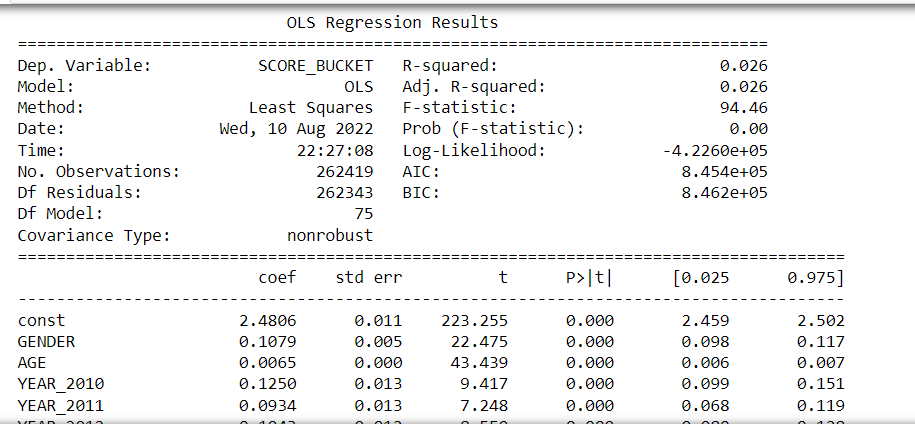 OLS Regression Results
==============================================================================
Dep. Variable: SCORE_BUCKET R-squared: 0.026
Model: OLS Adj. R-squared: 0.026
Method: Least Squares F-statistic: 94.46
Date: Wed, 10 Aug 2022 Prob (F-statistic): 0.00
Time: 22:27:08 Log-Likelihood: -4.2260e+05
No. Observations: 262419 AIC: 8.454e+05
Df Residuals: 262343 BIC: 8.462e+05
Df Model: 75
Covariance Type: nonrobust
======================================================================================
coef std err t P>|t| [0.025 0.975]
--------------------------------------------------------------------------------------
const 2.4806 0.011 223.255 0.000 2.459 2.502
GENDER 0.1079 0.005 22.475 0.000 0.098 0.117
AGE 0.0065 0.000 43.439 0.000 0.006 0.007
YEAR_2010 0.1250 0.013 9.417 0.000 0.099 0.151
YEAR_2011 0.0934 0.013 7.248 0.000 0.068 0.119